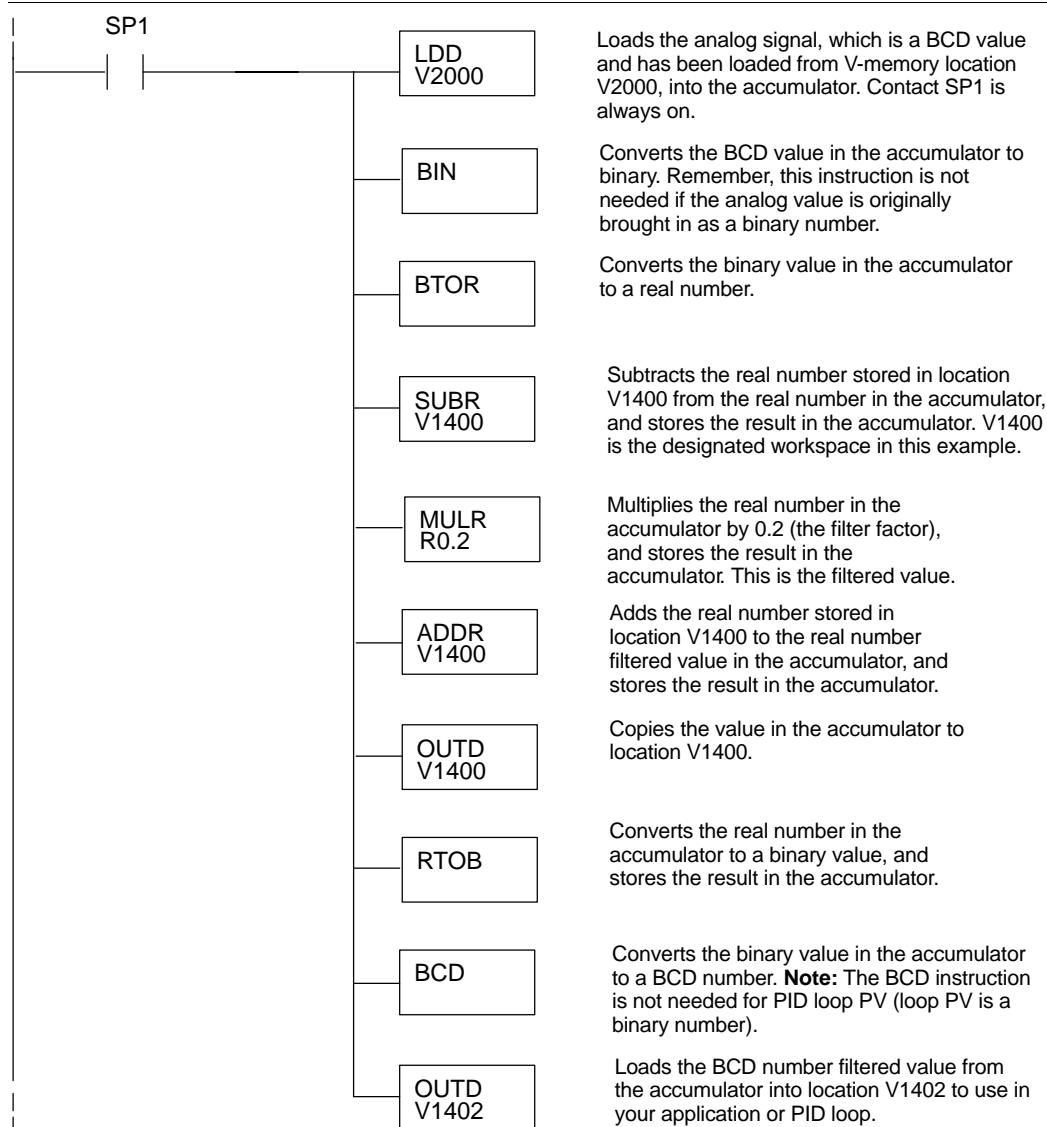 SP1
LDD
V2000
Loads the analog signal, which is a BCD value
and has been loaded from V-memory location
V2000, into the accumulator. Contact SP1 is
always on.
BIN
Converts the BCD value in the accumulator to
binary. Remember, this instruction is not
needed if the analog value is originally
brought in as a binary number.
BTOR
Converts the binary value in the accumulator
to a real number.
SUBR
V1400
Subtracts the real number stored in location
V1400 from the real number in the accumulator,
and stores the result in the accumulator. V1400
is the designated workspace in this example.
MULR
R0.2
Multiplies the real number in the
accumulator by 0.2 (the filter factor),
and stores the result in the
accumulator. This is the filtered value.
ADDR
V1400
Adds the real number stored in
location V1400 to the real number
filtered value in the accumulator, and
stores the result in the accumulator.
OUTD
V1400
Copies the value in the accumulator to
location V1400.
RTOB
Converts the real number in the
accumulator to a binary value, and
stores the result in the accumulator.
BCD
Converts the binary value in the accumulator
to a BCD number. Note: The BCD instruction
is not needed for PID loop PV (loop PV is a
binary number).
OUTD
V1402
Loads the BCD number filtered value from
the accumulator into location V1402 to use in
your application or PID loop.